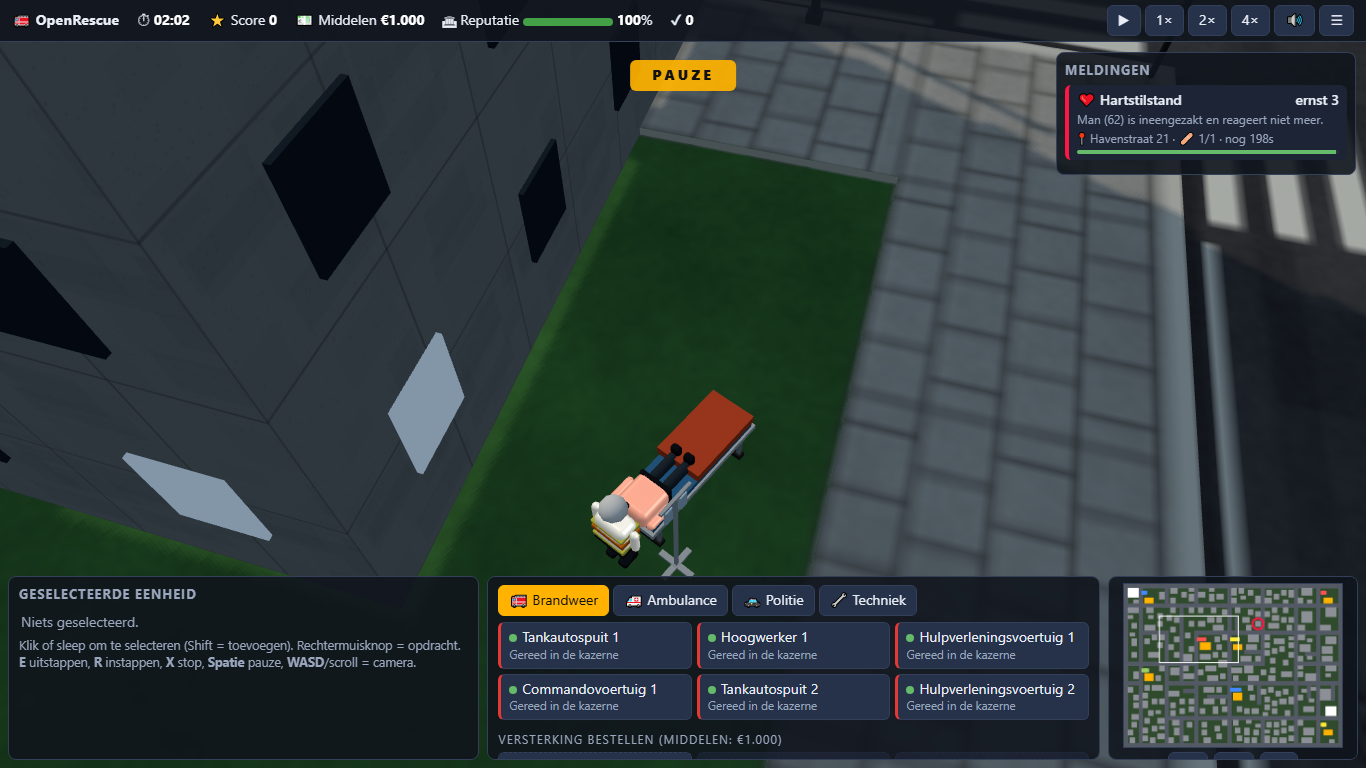 OpenRescue 02:02 Score 0 Middelen €1.000 Reputatie 100% ✓ 0 ▶ 1× 2× 4× ☰
PAUZE
MELDINGEN
Hartstilstand ernst 3
Man (62) is ineengezakt en reageert niet meer.
Havenstraat 21 · 1/1 · nog 198s
GESELECTEERDE EENHEID
Niets geselecteerd.
Klik of sleep om te selecteren (Shift = toevoegen). Rechtermuisknop = opdracht.
E uitstappen, R instappen, X stop, Spatie pauze, WASD/scroll = camera.
Brandweer Ambulance Politie Techniek
Tankautospuit 1 Hoogwerker 1 Hulpverleningsvoertuig 1
Gereed in de kazerne Gereed in de kazerne Gereed in de kazerne
Commandovoertuig 1 Tankautospuit 2 Hulpverleningsvoertuig 2
Gereed in de kazerne Gereed in de kazerne Gereed in de kazerne
VERSTERKING BESTELLEN (MIDDELEN: €1.000)